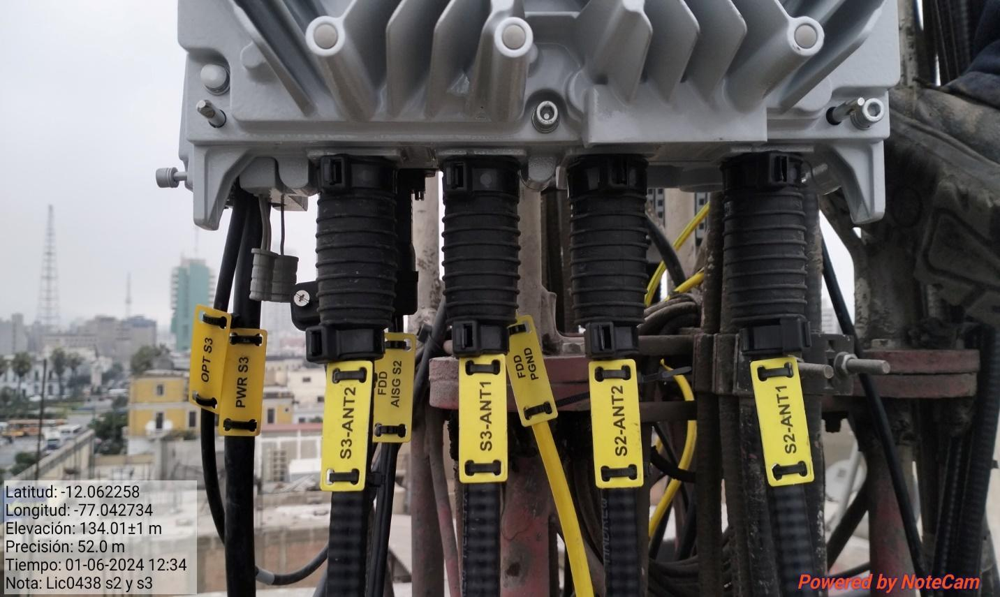 OPT S3
PWR S3
S3-ANT2
FDD
AISG S2
S3-ANT1
FDD
PGND
S2-ANT2
S2-ANT1
Latitud: -12.062258
Longitud: -77.042734
Elevación: 134.01±1 m
Precisión: 52.0 m
Tiempo: 01-06-2024 12:34
Nota: Lic0438 s2 y s3
Powered by NoteCam